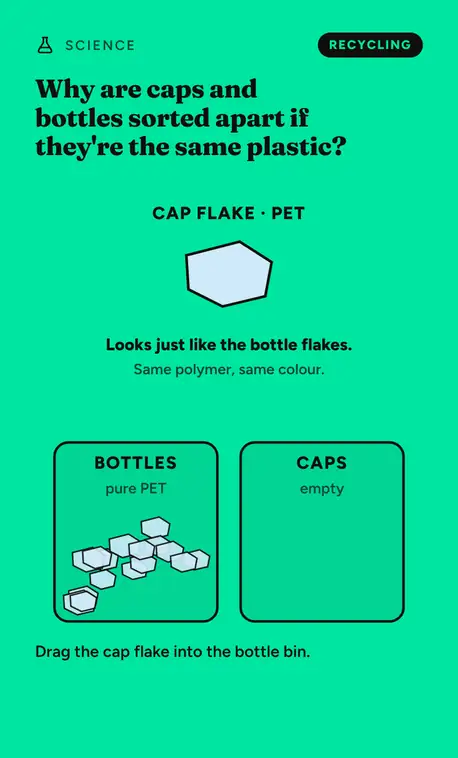 SCIENCE
RECYCLING
Why are caps and
bottles sorted apart if
they're the same plastic?
CAP FLAKE · PET
Looks just like the bottle flakes.
Same polymer, same colour.
BOTTLES
pure PET
CAPS
empty
Drag the cap flake into the bottle bin.